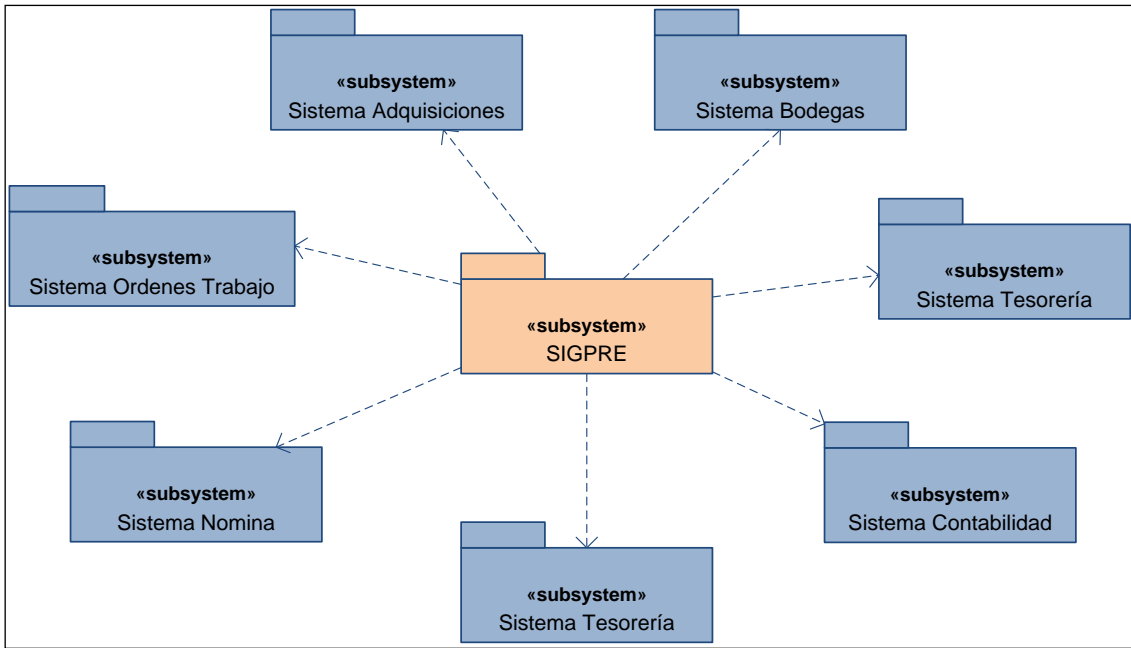 «subsystem»
Sistema Adquisiciones
«subsystem»
Sistema Bodegas
«subsystem»
Sistema Ordenes Trabajo
«subsystem»
Sistema Tesorería
«subsystem»
SIGPRE
«subsystem»
Sistema Nomina
«subsystem»
Sistema Contabilidad
«subsystem»
Sistema Tesorería